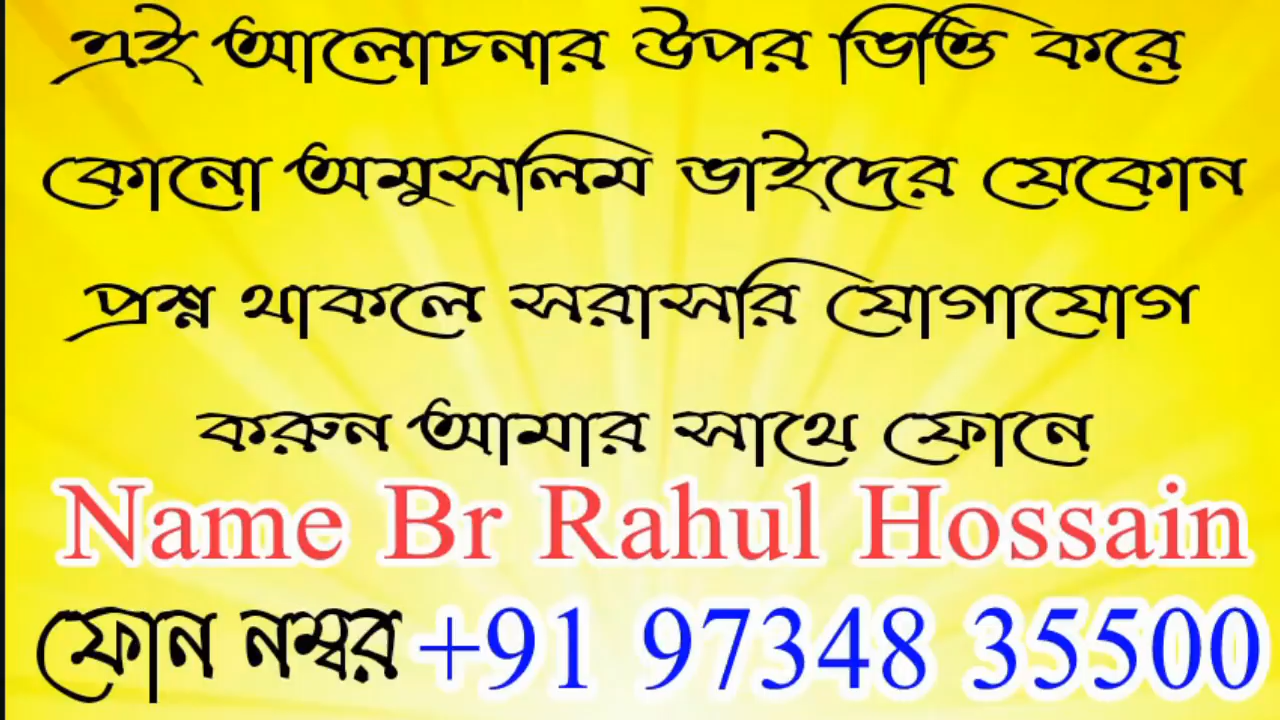 এই আলোচনার উপর ভিত্তি করে
কোনো অমুসলিম ভাইদের যেকোন
প্রশ্ন থাকলে সরাসরি যোগাযোগ
করুন আমার সাথে ফোনে
Name Br Rahul Hossain
ফোন নম্বর +91 97348 35500